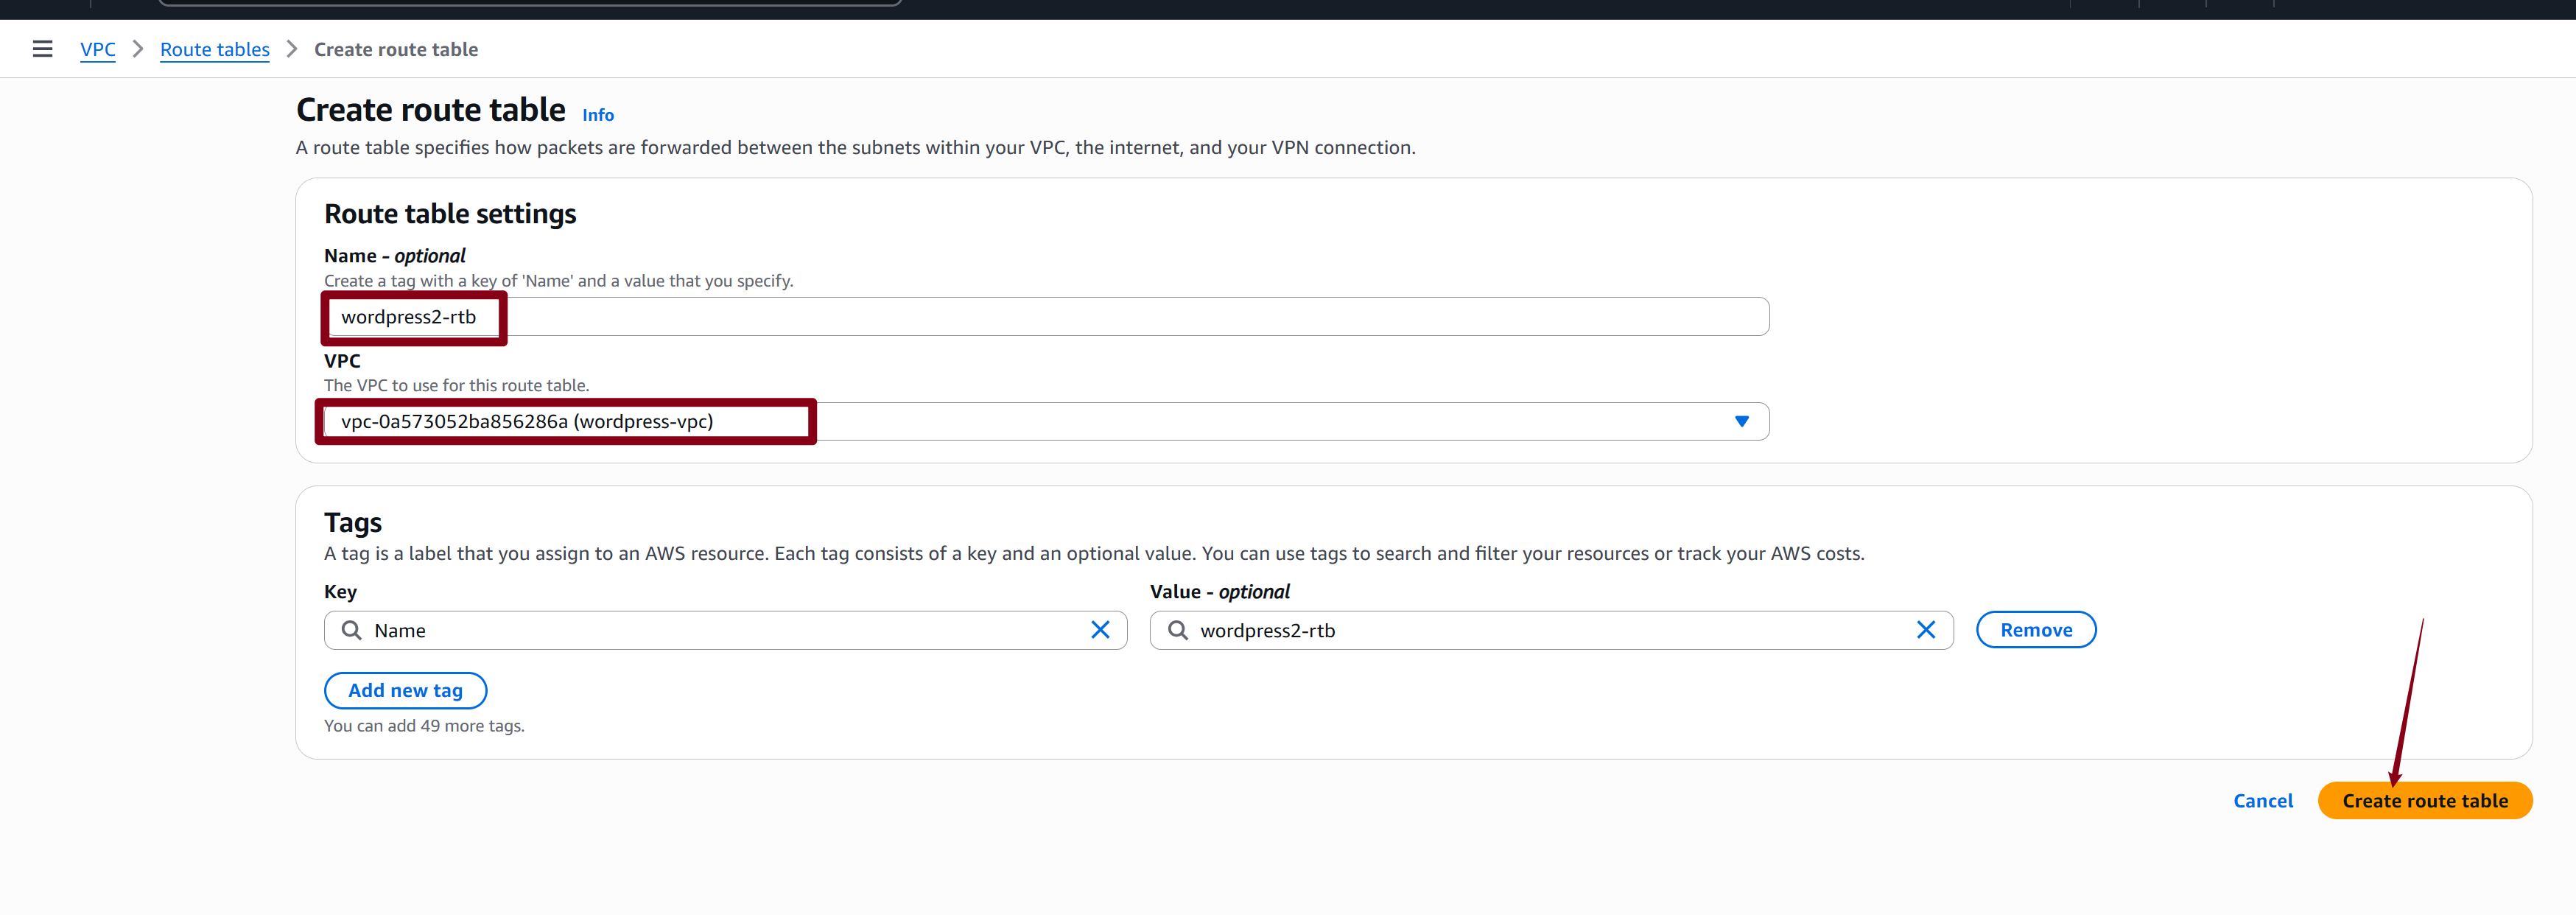 VPC > Route tables > Create route table
Create route table Info
A route table specifies how packets are forwarded between the subnets within your VPC, the internet, and your VPN connection.
Route table settings
Name - optional
Create a tag with a key of 'Name' and a value that you specify.
wordpress2-rtb
VPC
The VPC to use for this route table.
vpc-0a573052ba856286a (wordpress-vpc)
Tags
A tag is a label that you assign to an AWS resource. Each tag consists of a key and an optional value. You can use tags to search and filter your resources or track your AWS costs.
Key Value - optional
Name wordpress2-rtb Remove
Add new tag
You can add 49 more tags.
Cancel Create route table